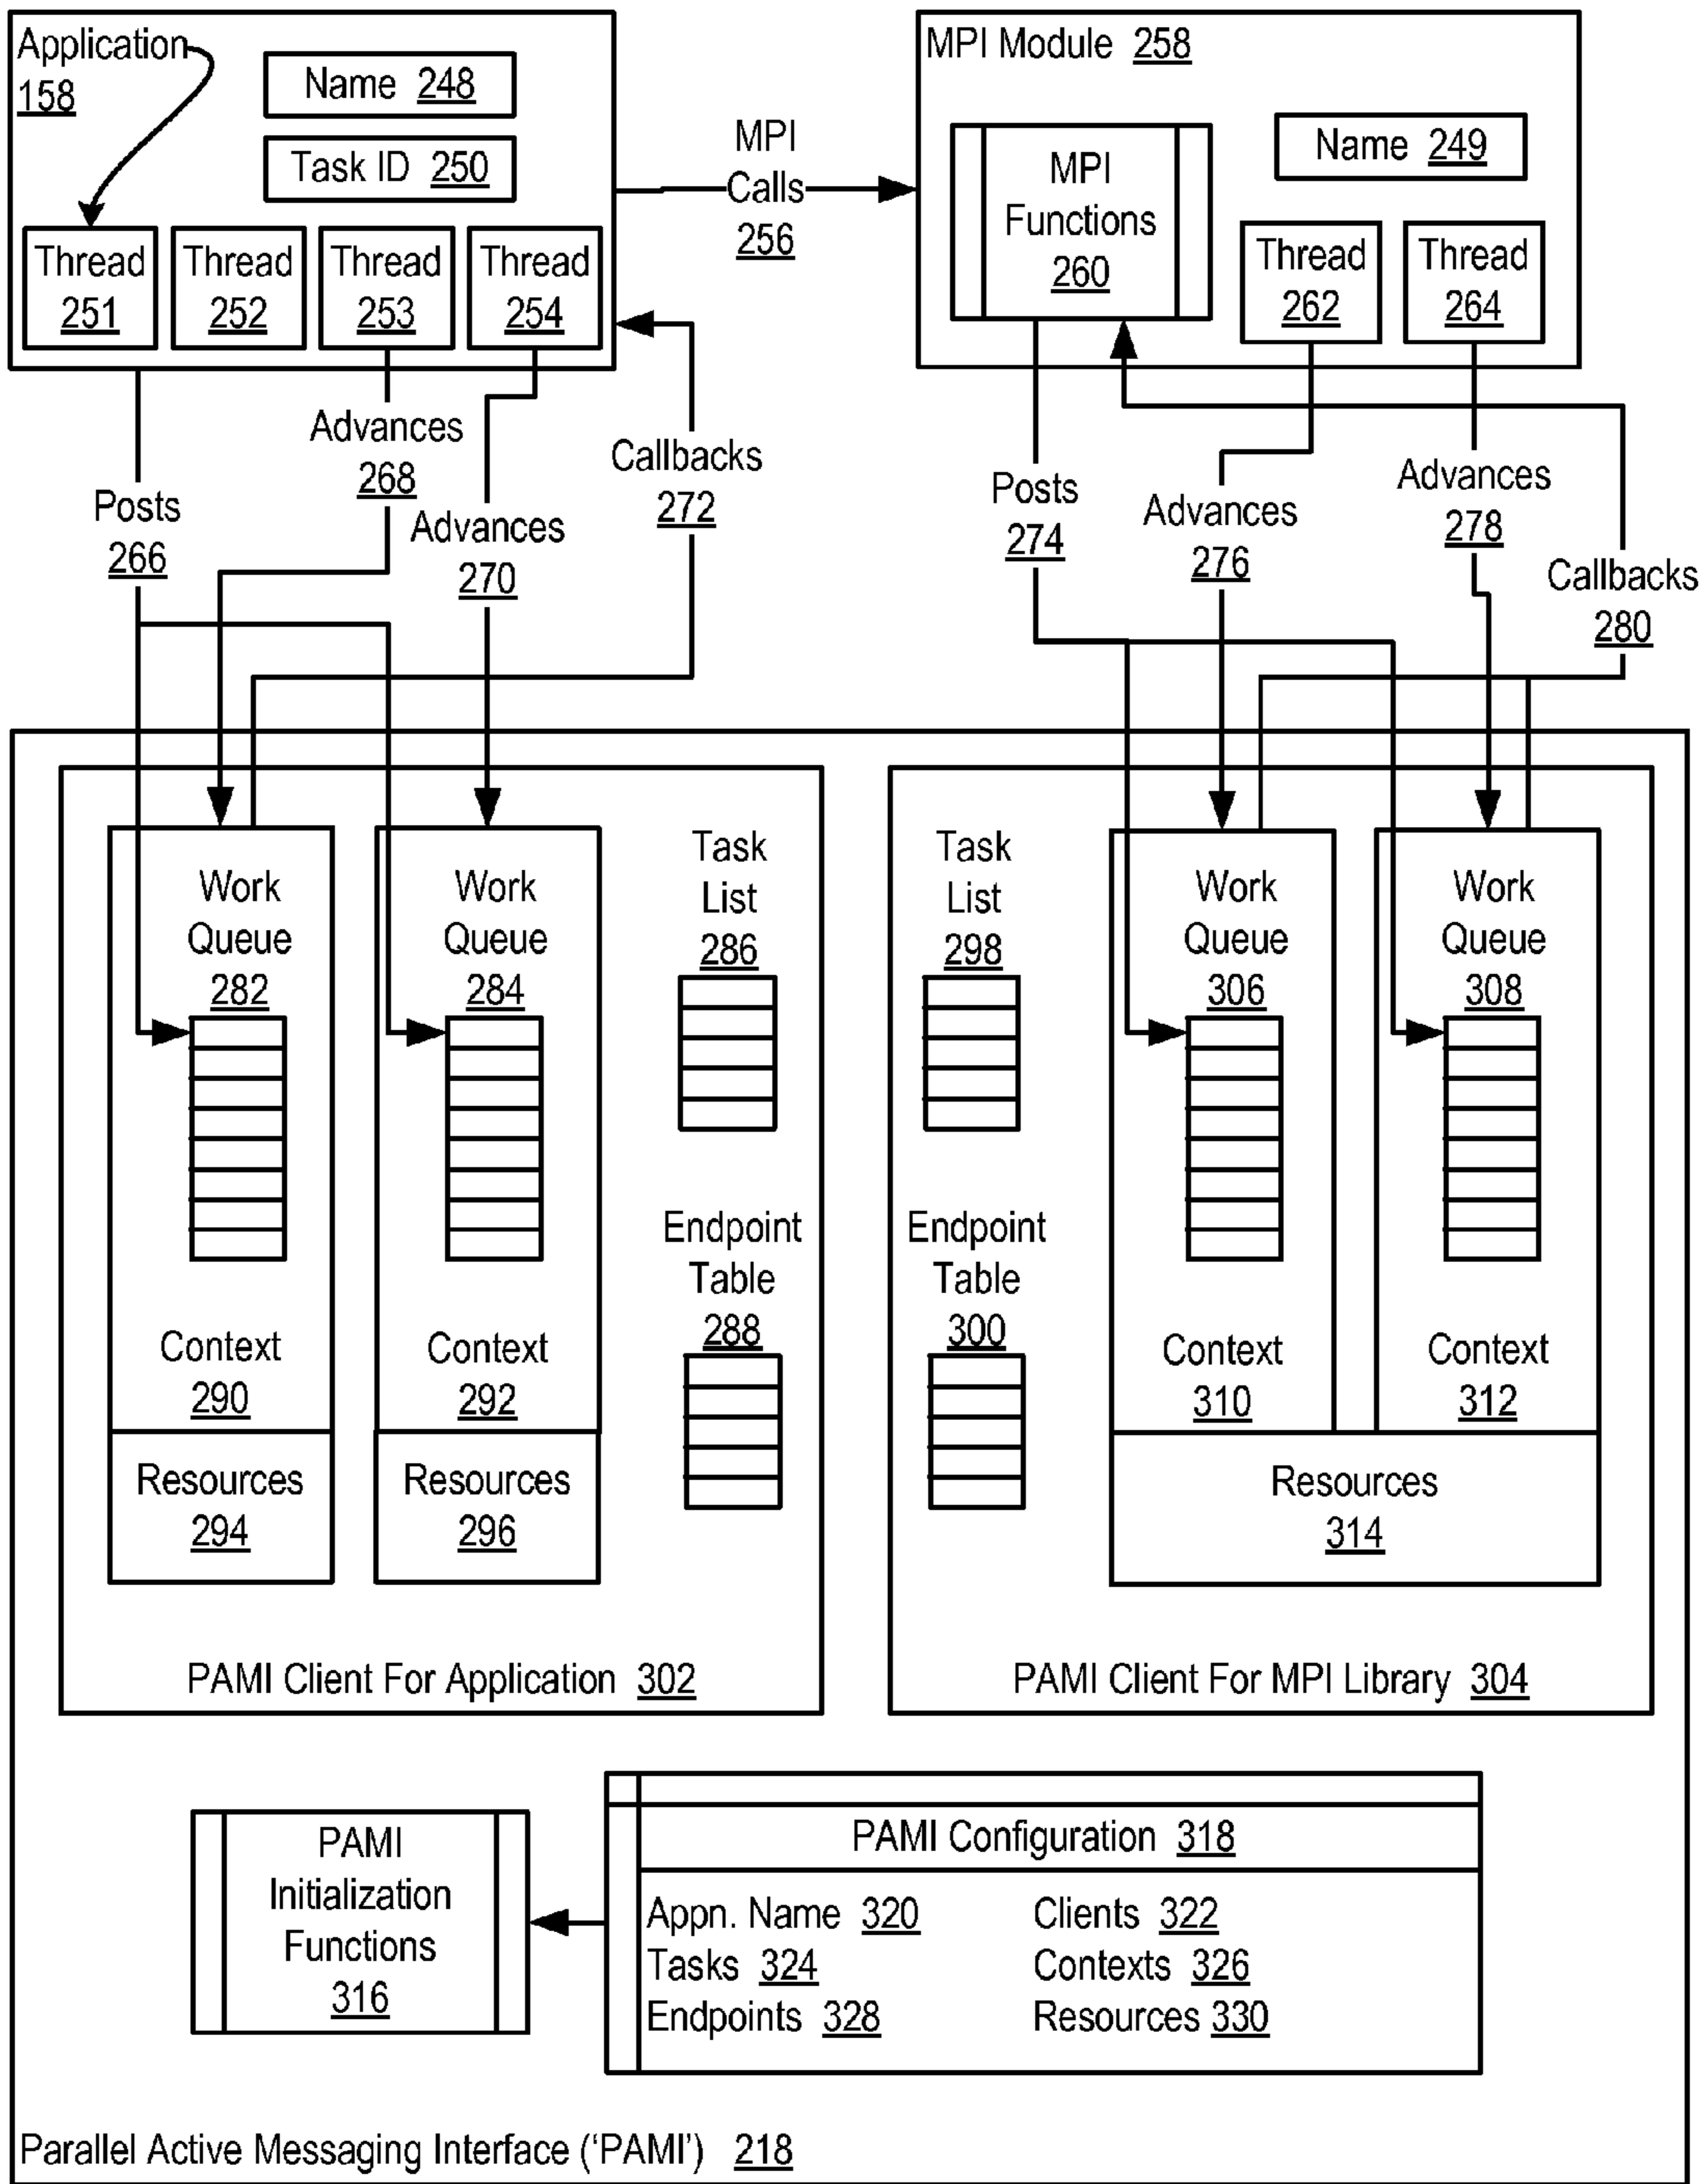 Application
158
Name 248
Task ID 250
Thread
251
Thread
252
Thread
253
Thread
254
MPI
Calls
256
MPI Module 258
MPI
Functions
260
Name 249
Thread
262
Thread
264
Posts
266
Advances
268
Advances
270
Callbacks
272
Posts
274
Advances
276
Advances
278
Callbacks
280
Work
Queue
282
Context
290
Resources
294
Work
Queue
284
Context
292
Resources
296
Task
List
286
Endpoint
Table
288
PAMI Client For Application 302
Task
List
298
Endpoint
Table
300
Work
Queue
306
Context
310
Work
Queue
308
Context
312
Resources
314
PAMI Client For MPI Library 304
PAMI
Initialization
Functions
316
PAMI Configuration 318
Appn. Name 320 Clients 322
Tasks 324 Contexts 326
Endpoints 328 Resources 330
Parallel Active Messaging Interface (‘PAMI’) 218